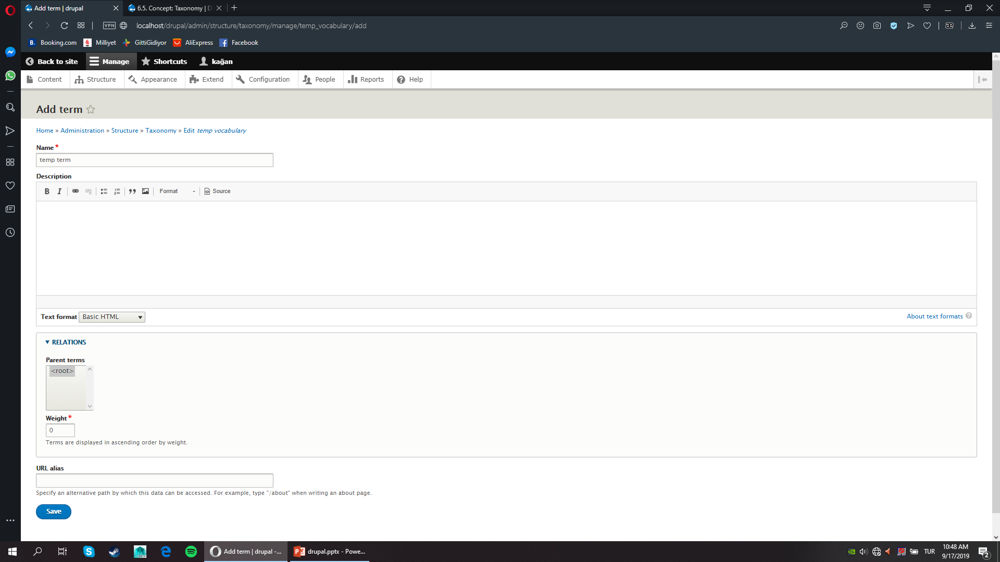 Add term | drupal
6.5. Concept: Taxonomy | D
VPN
localhost/drupal/admin/structure/taxonomy/manage/temp_vocabulary/add
B. Booking.com Milliyet GittiGidiyor AliExpress Facebook
Back to site Manage Shortcuts kağan
Content Structure Appearance Extend Configuration People Reports Help
Add term
Home » Administration » Structure » Taxonomy » Edit temp vocabulary
Name *
temp term
Description
B I Format Source
Text format Basic HTML
About text formats ?
RELATIONS
Parent terms
<root>
Weight *
0
Terms are displayed in ascending order by weight.
URL alias
Specify an alternative path by which this data can be accessed. For example, type "/about" when writing an about page.
Save
Add term | drupal -...
drupal.pptx - Powe...
TUR
10:48 AM
9/17/2019
2